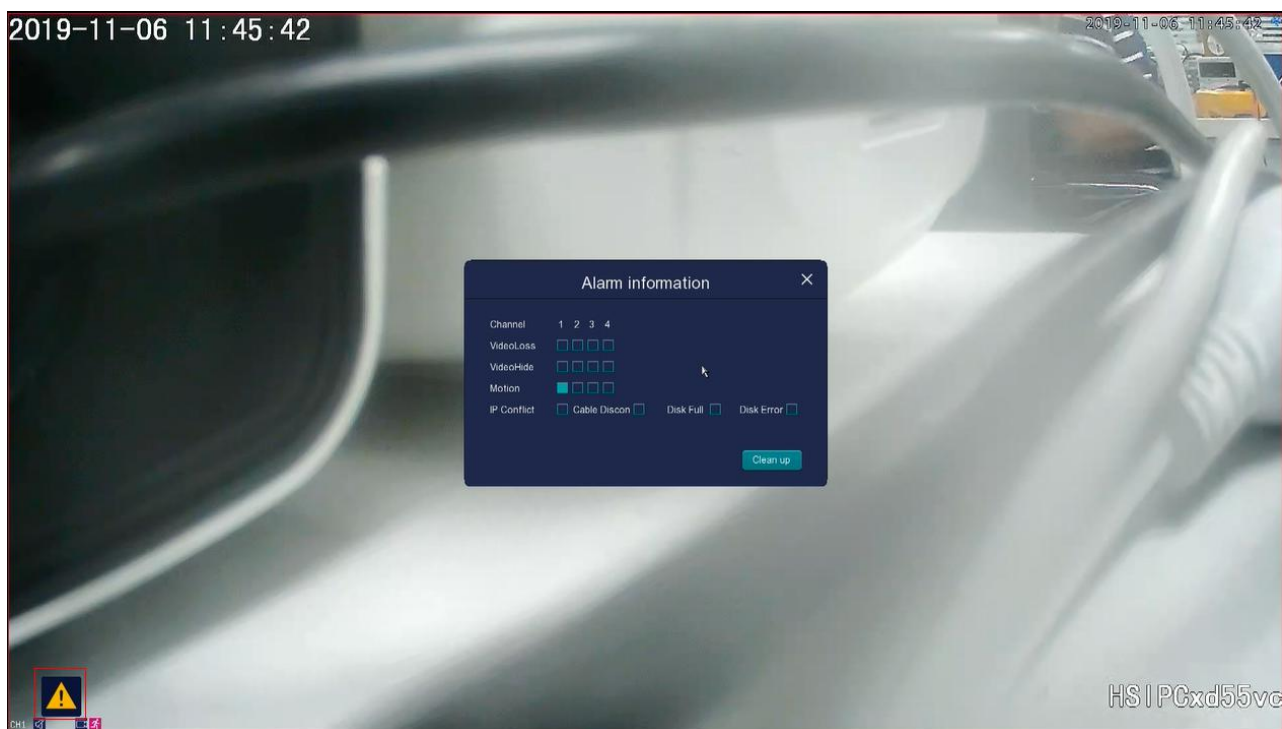 2019-11-06 11:45:42
2019-11-06 11:45:42
Alarm information
Channel 1 2 3 4
VideoLoss
VideoHide
Motion
IP Conflict Cable Discon Disk Full Disk Error
Clean up
HSIPCxd55vc
CH1